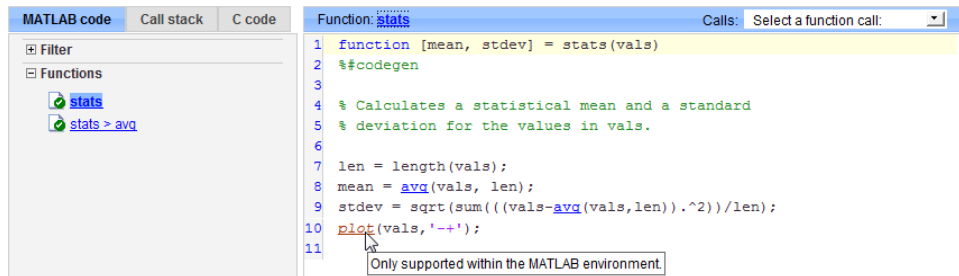 MATLAB code Call stack C code
Filter
Functions
stats
stats > avg
Function: stats Calls: Select a function call:
1 function [mean, stdev] = stats(vals)
2 %#codegen
3
4 % Calculates a statistical mean and a standard
5 % deviation for the values in vals.
6
7 len = length(vals);
8 mean = avg(vals, len);
9 stdev = sqrt(sum(((vals-avg(vals,len)).^2))/len);
10 plot(vals,'-+');
11
Only supported within the MATLAB environment.